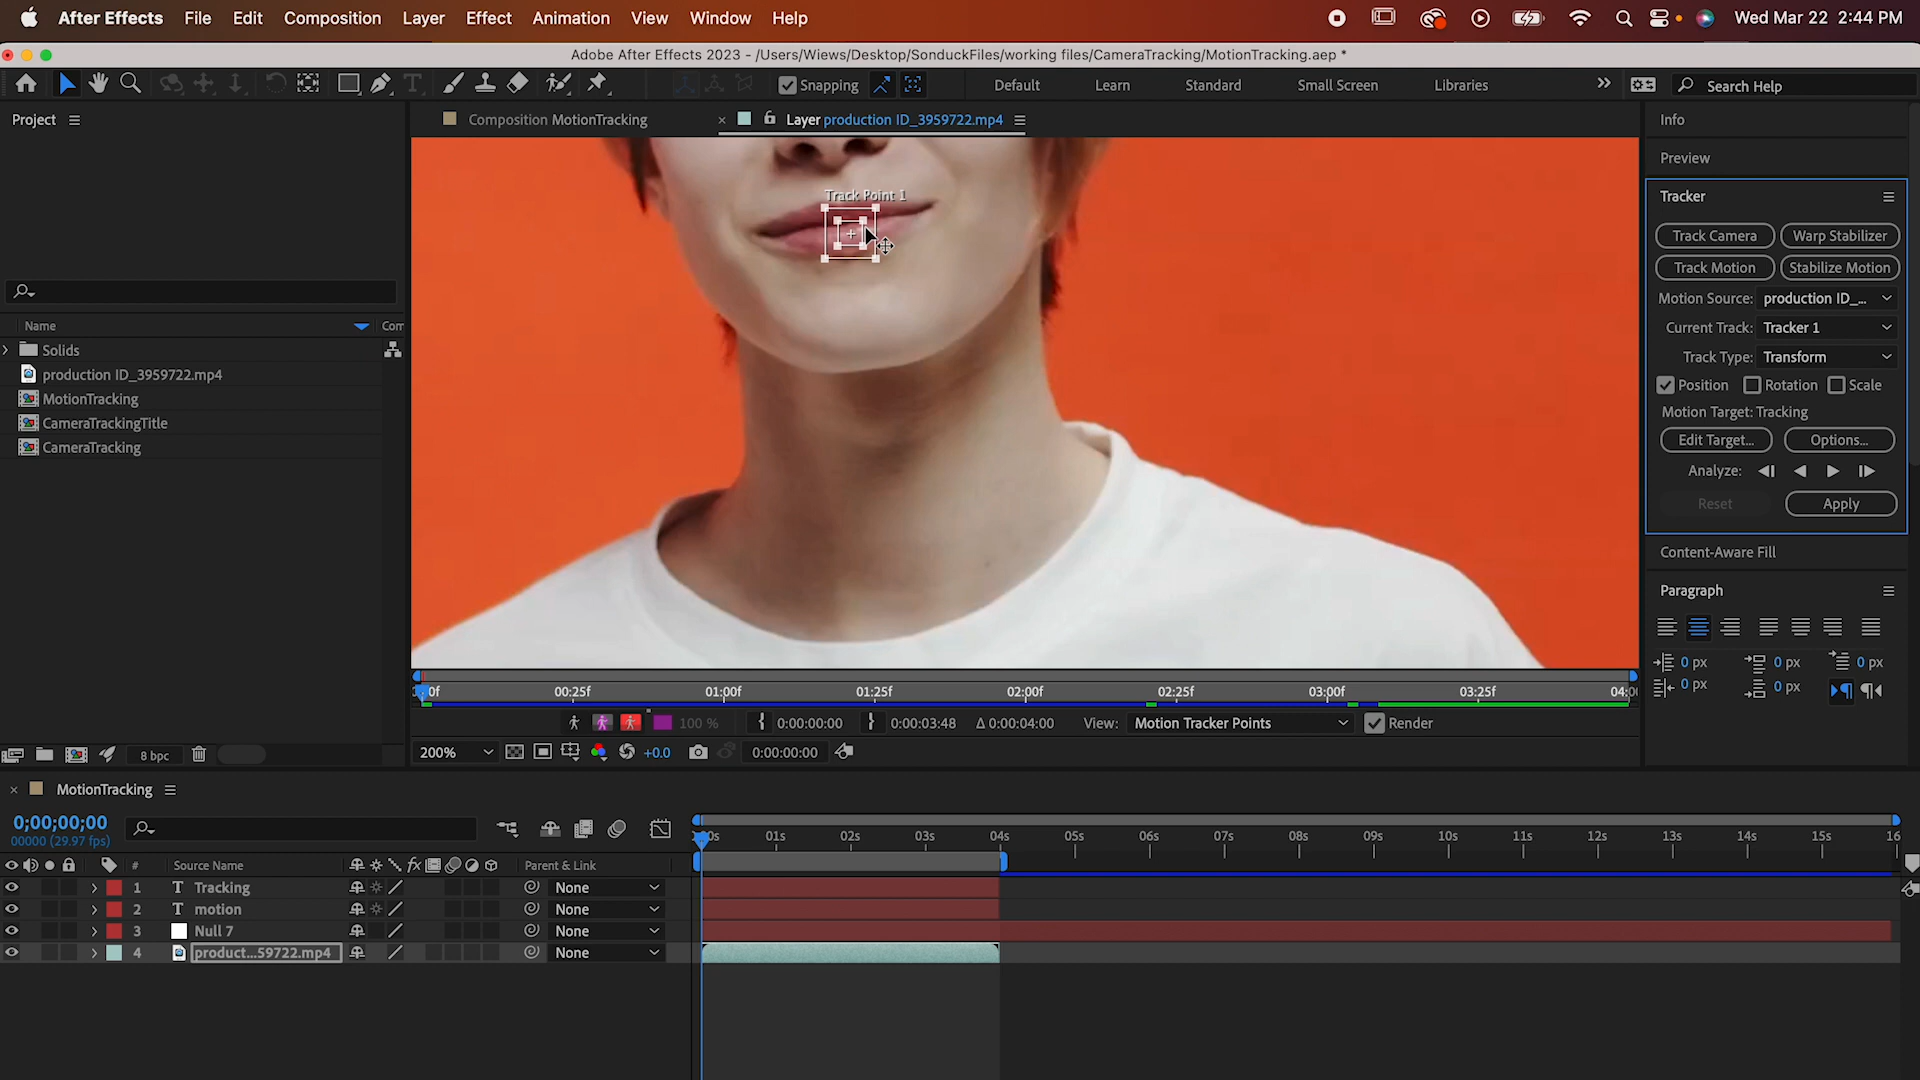 After Effects File Edit Composition Layer Effect Animation View Window Help Wed Mar 22 2:44 PM
Adobe After Effects 2023 - /Users/Wiews/Desktop/SonduckFiles/working files/CameraTracking/MotionTracking.aep *
Snapping Default Learn Standard Small Screen Libraries Search Help
Project
Composition MotionTracking
Layer production ID_3959722.mp4
Name
Com
Solids
production ID_3959722.mp4
MotionTracking
CameraTrackingTitle
CameraTracking
8 bpc
Track Point 1
00:25f 01:00f 01:25f 02:00f 02:25f 03:00f 03:25f
100 % 0:00:00:00 0:00:03:48 Δ 0:00:04:00 View: Motion Tracker Points Render
200% +0.0 0:00:00:00
Info
Preview
Tracker
Track Camera Warp Stabilizer
Track Motion Stabilize Motion
Motion Source: production ID_...
Current Track: Tracker 1
Track Type: Transform
Position Rotation Scale
Motion Target: Tracking
Edit Target... Options...
Analyze:
Reset Apply
Content-Aware Fill
Paragraph
0 px 0 px 0 px
0 px 0 px
MotionTracking
0;00;00;00
00000 (29.97 fps)
01s 02s 03s 04s 05s 06s 07s 08s 09s 10s 11s 12s 13s 14s 15s 16
# Source Name fx Parent & Link
1 T Tracking None
2 T motion None
3 Null 7 None
4 product...59722.mp4 None